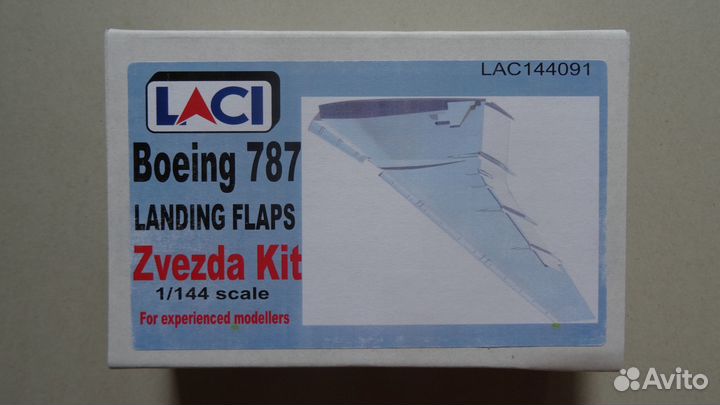 LAC144091
LACI
Boeing 787
LANDING FLAPS
Zvezda Kit
1/144 scale
For experienced modellers
Avito